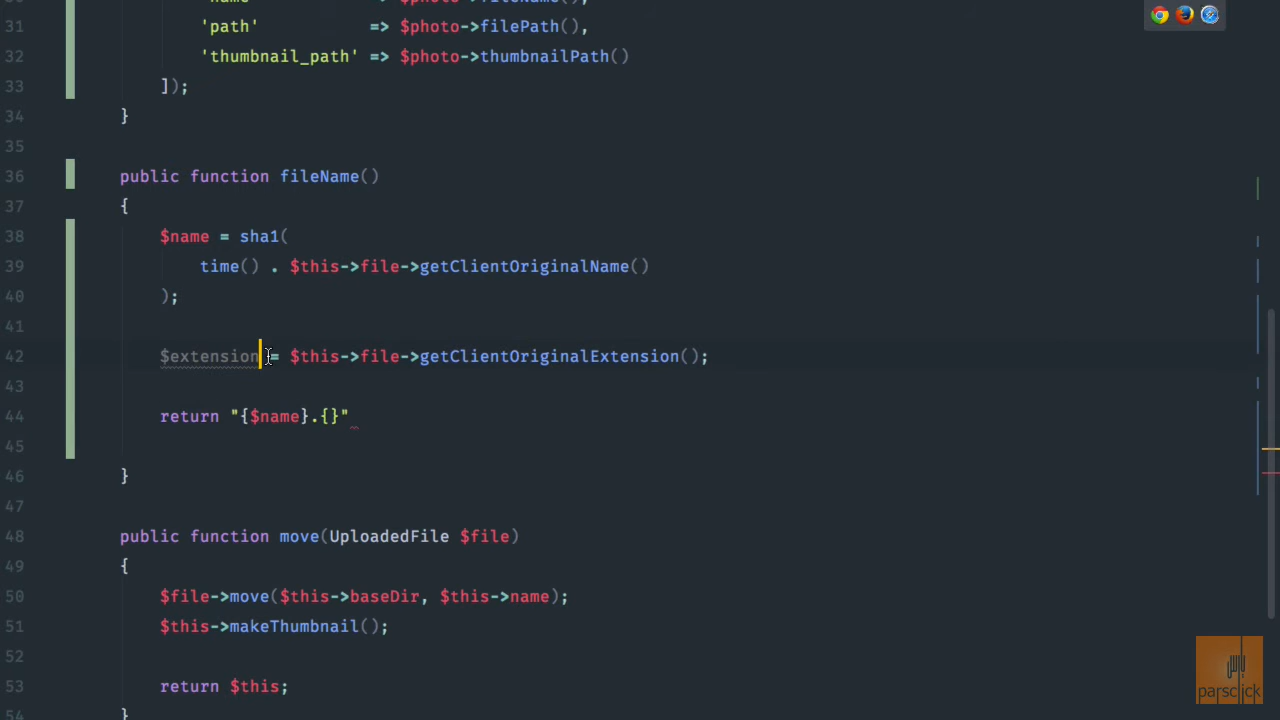 31 'path' => $photo->filePath(),
32 'thumbnail_path' => $photo->thumbnailPath()
33 ]);
34 }
35
36 public function fileName()
37 {
38 $name = sha1(
39 time() . $this->file->getClientOriginalName()
40 );
41
42 $extension = $this->file->getClientOriginalExtension();
43
44 return "{$name}.{}"
45
46 }
47
48 public function move(UploadedFile $file)
49 {
50 $file->move($this->baseDir, $this->name);
51 $this->makeThumbnail();
52
53 return $this;
54 }
parsclick